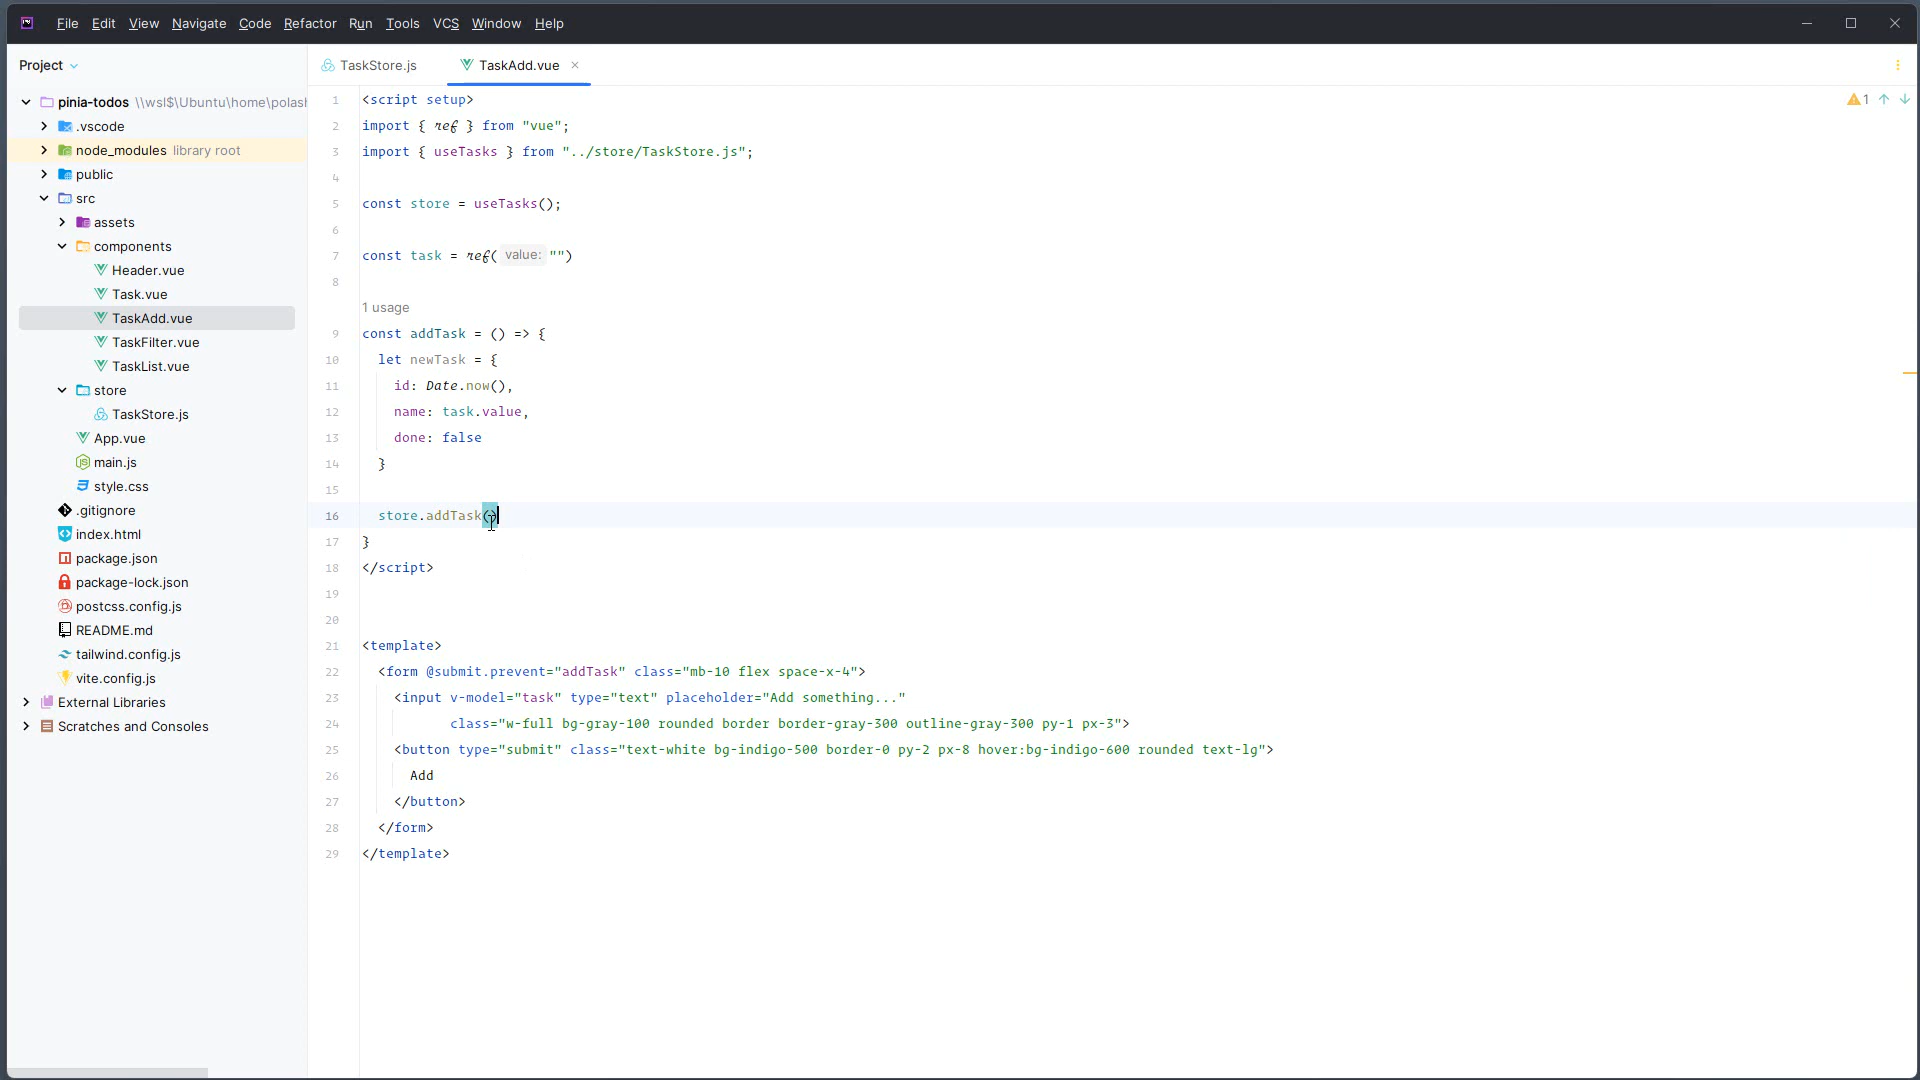 File Edit View Navigate Code Refactor Run Tools VCS Window Help
Project
TaskStore.js
TaskAdd.vue
pinia-todos \\wsl$\Ubuntu\home\polash
.vscode
node_modules library root
public
src
assets
components
Header.vue
Task.vue
TaskAdd.vue
TaskFilter.vue
TaskList.vue
store
TaskStore.js
App.vue
main.js
style.css
.gitignore
index.html
package.json
package-lock.json
postcss.config.js
README.md
tailwind.config.js
vite.config.js
External Libraries
Scratches and Consoles
1
1 <script setup>
2 import { ref } from "vue";
3 import { useTasks } from "../store/TaskStore.js";
4
5 const store = useTasks();
6
7 const task = ref( value: "")
8
1 usage
9 const addTask = () => {
10 let newTask = {
11 id: Date.now(),
12 name: task.value,
13 done: false
14 }
15
16 store.addTask()
17 }
18 </script>
19
20
21 <template>
22 <form @submit.prevent="addTask" class="mb-10 flex space-x-4">
23 <input v-model="task" type="text" placeholder="Add something..."
24 class="w-full bg-gray-100 rounded border border-gray-300 outline-gray-300 py-1 px-3">
25 <button type="submit" class="text-white bg-indigo-500 border-0 py-2 px-8 hover:bg-indigo-600 rounded text-lg">
26 Add
27 </button>
28 </form>
29 </template>